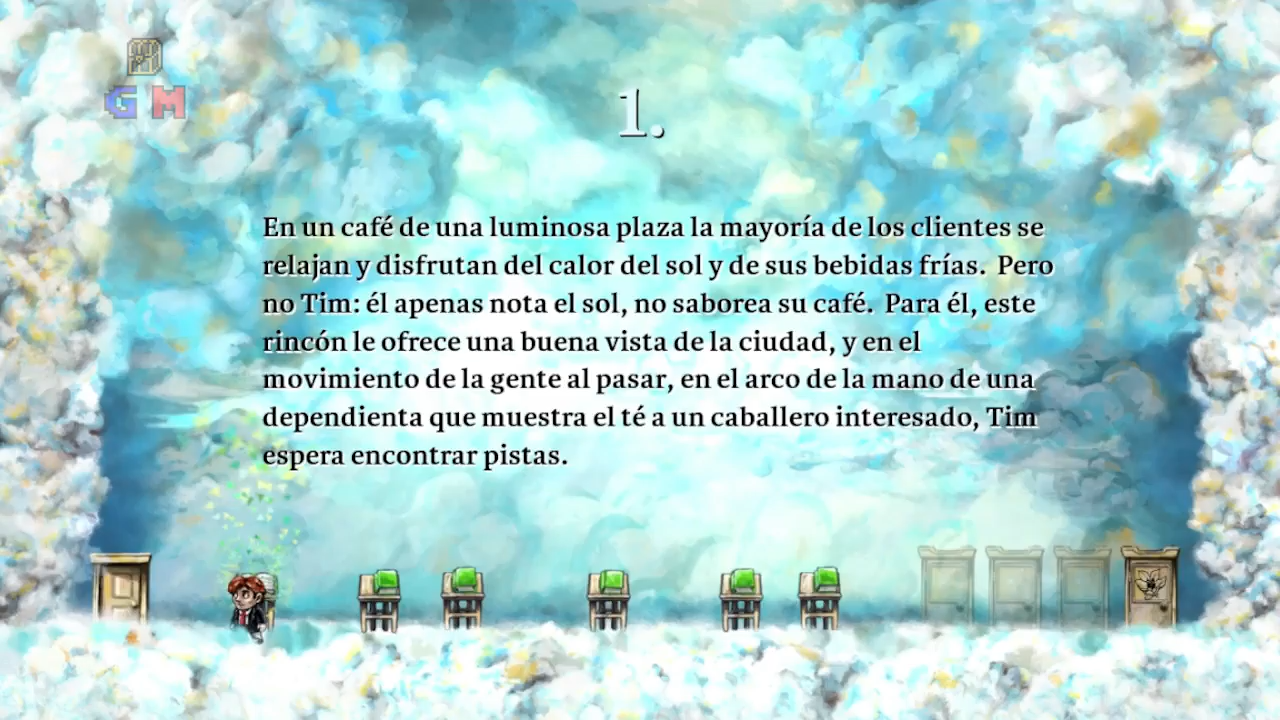 G M
1.
En un café de una luminosa plaza la mayoría de los clientes se
relajan y disfrutan del calor del sol y de sus bebidas frías. Pero
no Tim: él apenas nota el sol, no saborea su café. Para él, este
rincón le ofrece una buena vista de la ciudad, y en el
movimiento de la gente al pasar, en el arco de la mano de una
dependienta que muestra el té a un caballero interesado, Tim
espera encontrar pistas.